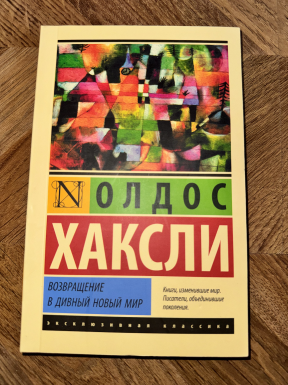 ОЛДОС
ХАКСЛИ
ВОЗВРАЩЕНИЕ
В ДИВНЫЙ НОВЫЙ МИР
Книги, изменившие мир.
Писатели, объединившие
поколения.
ЭКСКЛЮЗИВНАЯ КЛАССИКА